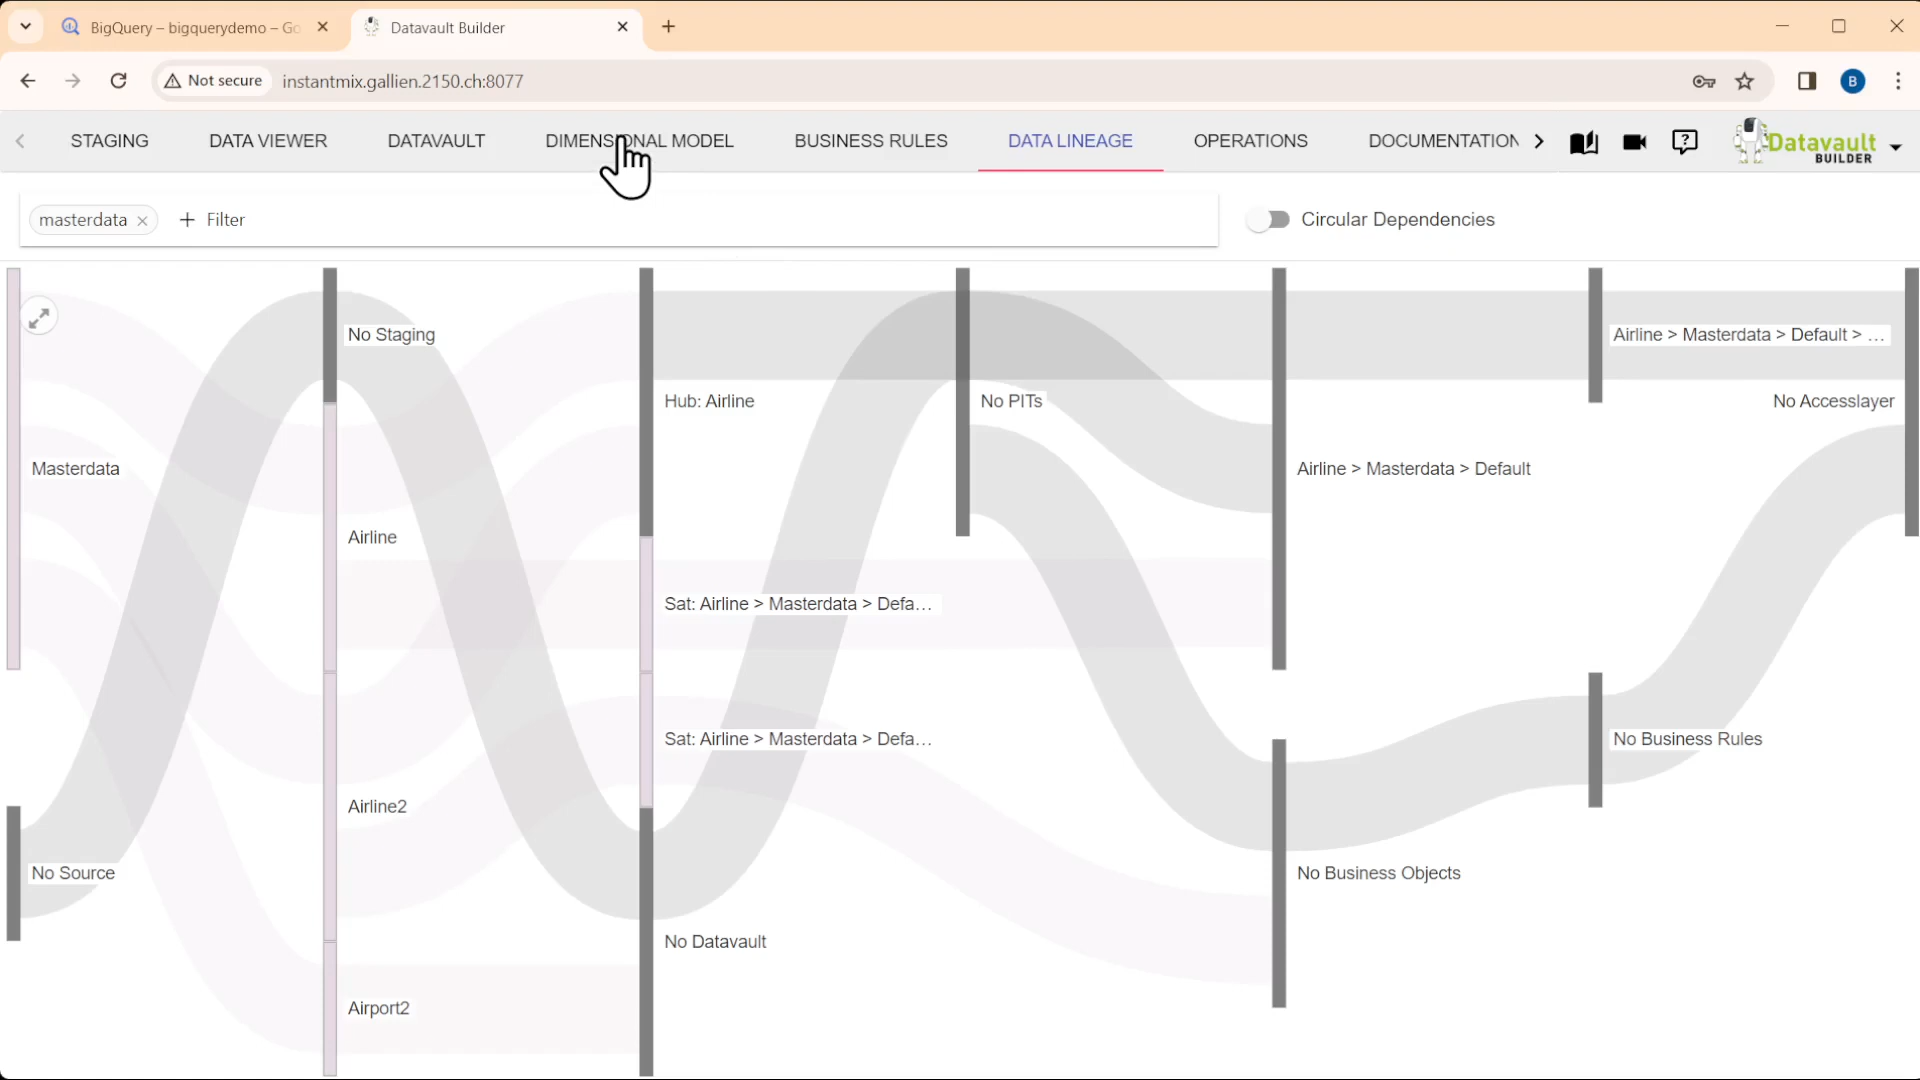 BigQuery – bigquerydemo – Go
Datavault Builder
Not secure
instantmix.gallien.2150.ch:8077
B
STAGING
DATA VIEWER
DATAVAULT
DIMENSIONAL MODEL
BUSINESS RULES
DATA LINEAGE
OPERATIONS
DOCUMENTATION
Datavault
BUILDER
masterdata
Filter
Circular Dependencies
No Staging
Airline > Masterdata > Default > …
Hub: Airline
No PITs
No Accesslayer
Masterdata
Airline > Masterdata > Default
Airline
Sat: Airline > Masterdata > Defa…
Sat: Airline > Masterdata > Defa…
No Business Rules
Airline2
No Source
No Business Objects
No Datavault
Airport2